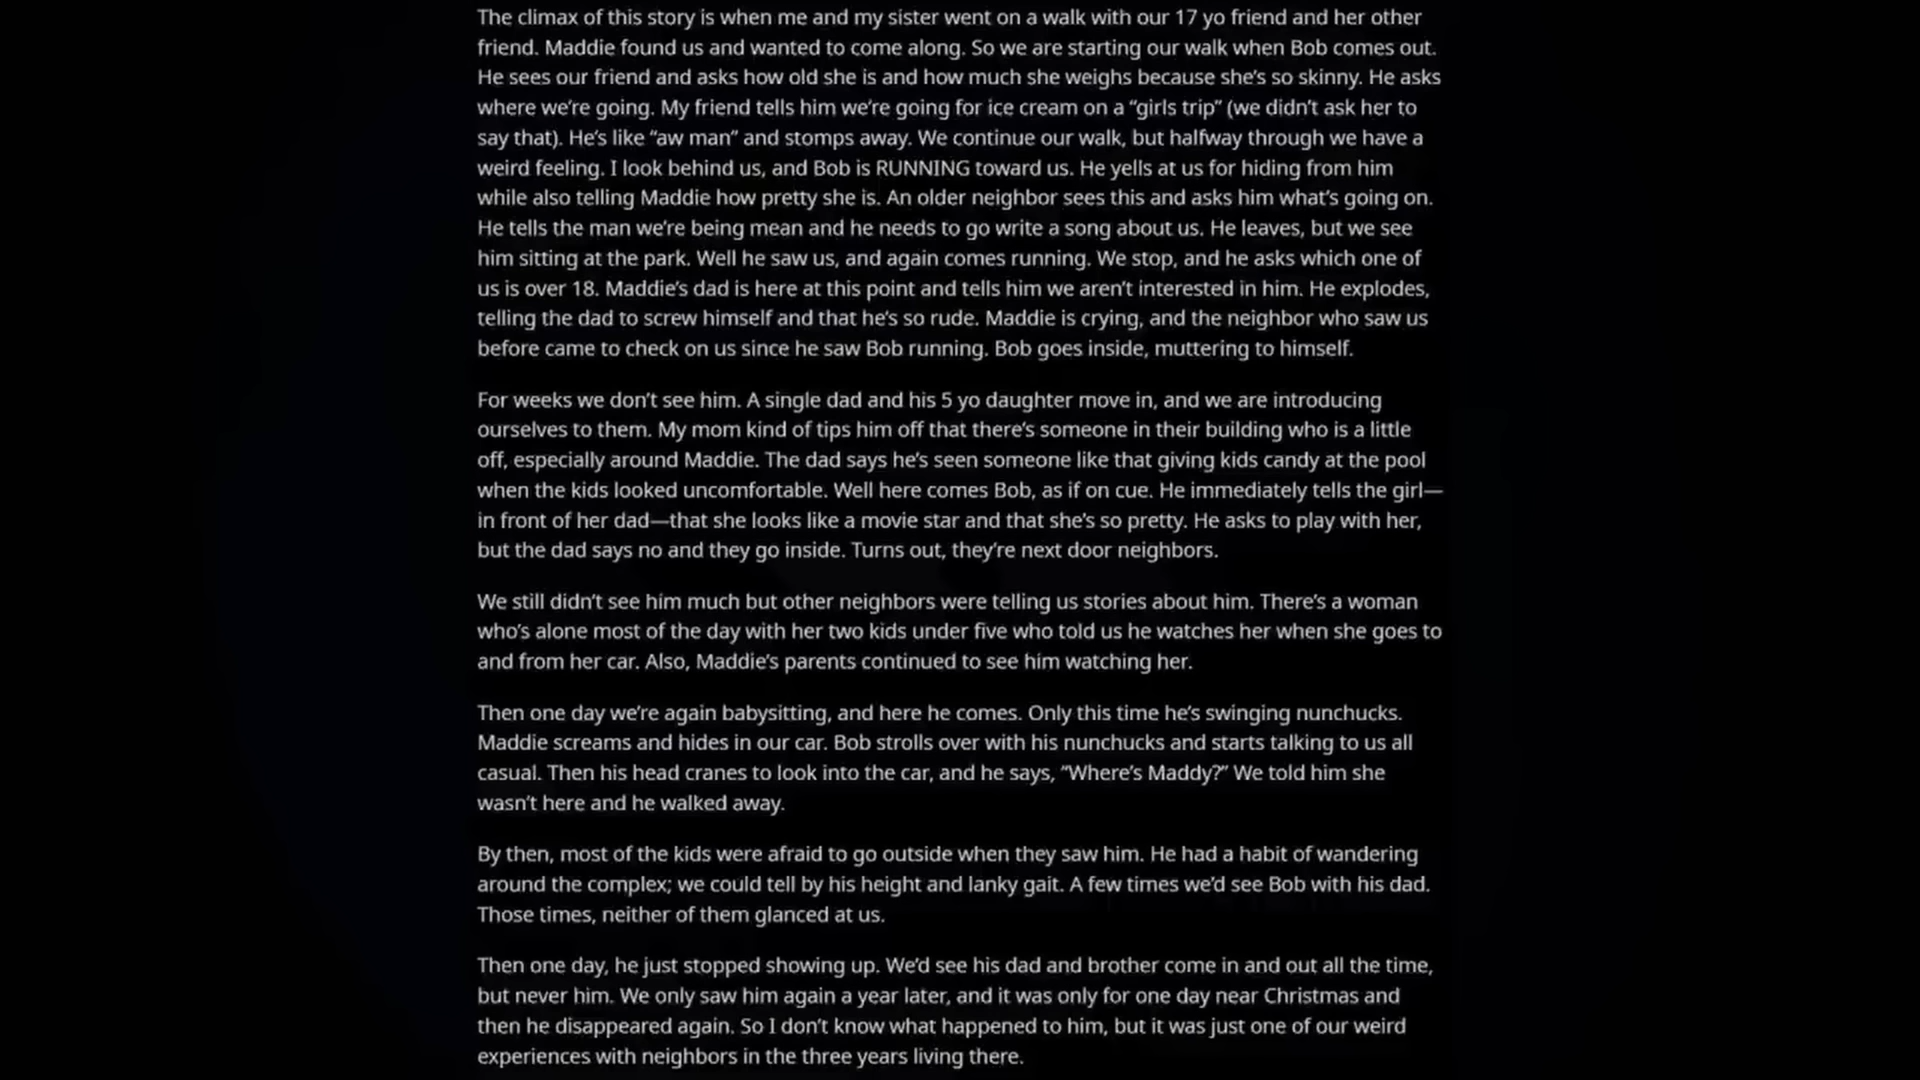 The climax of this story is when me and my sister went on a walk with our 17 yo friend and her other
friend. Maddie found us and wanted to come along. So we are starting our walk when Bob comes out.
He sees our friend and asks how old she is and how much she weighs because she's so skinny. He asks
where we're going. My friend tells him we're going for ice cream on a “girls trip” (we didn't ask her to
say that). He's like “aw man” and stomps away. We continue our walk, but halfway through we have a
weird feeling. I look behind us, and Bob is RUNNING toward us. He yells at us for hiding from him
while also telling Maddie how pretty she is. An older neighbor sees this and asks him what's going on.
He tells the man we're being mean and he needs to go write a song about us. He leaves, but we see
him sitting at the park. Well he saw us, and again comes running. We stop, and he asks which one of
us is over 18. Maddie's dad is here at this point and tells him we aren't interested in him. He explodes,
telling the dad to screw himself and that he's so rude. Maddie is crying, and the neighbor who saw us
before came to check on us since he saw Bob running. Bob goes inside, muttering to himself.
For weeks we don't see him. A single dad and his 5 yo daughter move in, and we are introducing
ourselves to them. My mom kind of tips him off that there's someone in their building who is a little
off, especially around Maddie. The dad says he's seen someone like that giving kids candy at the pool
when the kids looked uncomfortable. Well here comes Bob, as if on cue. He immediately tells the girl—
in front of her dad—that she looks like a movie star and that she's so pretty. He asks to play with her,
but the dad says no and they go inside. Turns out, they're next door neighbors.
We still didn't see him much but other neighbors were telling us stories about him. There's a woman
who's alone most of the day with her two kids under five who told us he watches her when she goes to
and from her car. Also, Maddie's parents continued to see him watching her.
Then one day we're again babysitting, and here he comes. Only this time he's swinging nunchucks.
Maddie screams and hides in our car. Bob strolls over with his nunchucks and starts talking to us all
casual. Then his head cranes to look into the car, and he says, “Where's Maddy?” We told him she
wasn't here and he walked away.
By then, most of the kids were afraid to go outside when they saw him. He had a habit of wandering
around the complex; we could tell by his height and lanky gait. A few times we'd see Bob with his dad.
Those times, neither of them glanced at us.
Then one day, he just stopped showing up. We'd see his dad and brother come in and out all the time,
but never him. We only saw him again a year later, and it was only for one day near Christmas and
then he disappeared again. So I don't know what happened to him, but it was just one of our weird
experiences with neighbors in the three years living there.